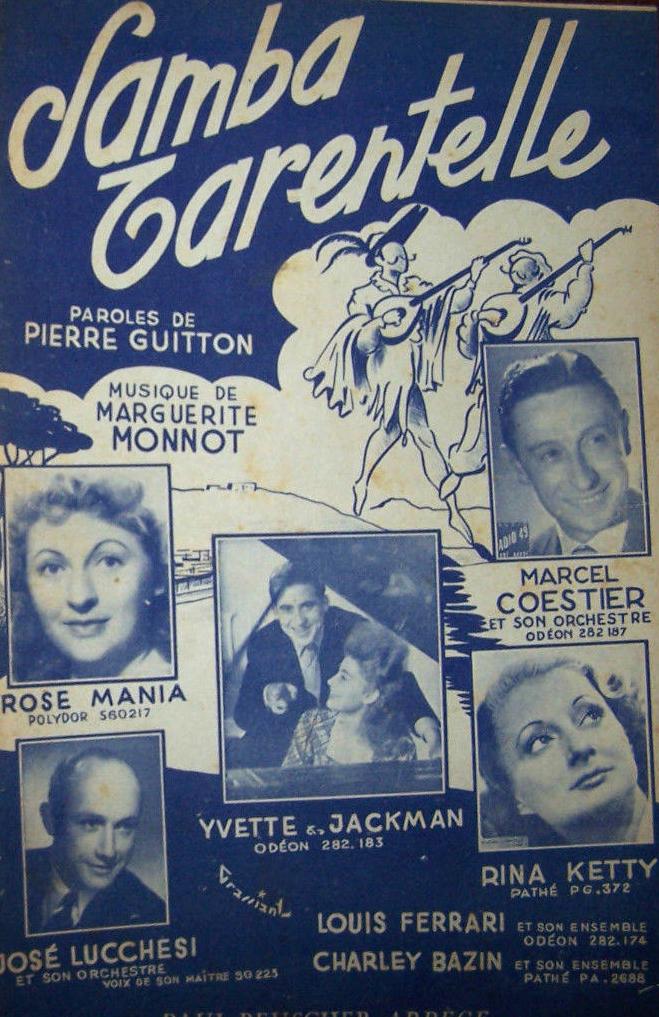 Samba
Tarentelle
PAROLES DE
PIERRE GUITTON
MUSIQUE DE
MARGUERITE
MONNOT
MARCEL
COESTIER
ET SON ORCHESTRE
ODÉON 282 187
ROSE MANIA
POLYDOR 560217
YVETTE & JACKMAN
ODÉON 282.183
RINA KETTY
PATHÉ PG.372
JOSÉ LUCCHESI
ET SON ORCHESTRE
VOIX DE SON MAÎTRE SG 223
LOUIS FERRARI ET SON ENSEMBLE
ODÉON 282.174
CHARLEY BAZIN ET SON ENSEMBLE
PATHÉ PA.2688
PAUL BEUSCHER ARPÈGE